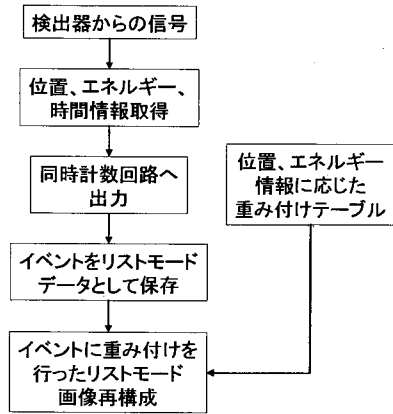 検出器からの信号
位置、エネルギー、
時間情報取得
同時計数回路へ
出力
位置、エネルギー
情報に応じた
重み付けテーブル
イベントをリストモード
データとして保存
イベントに重み付けを
行ったリストモード
画像再構成